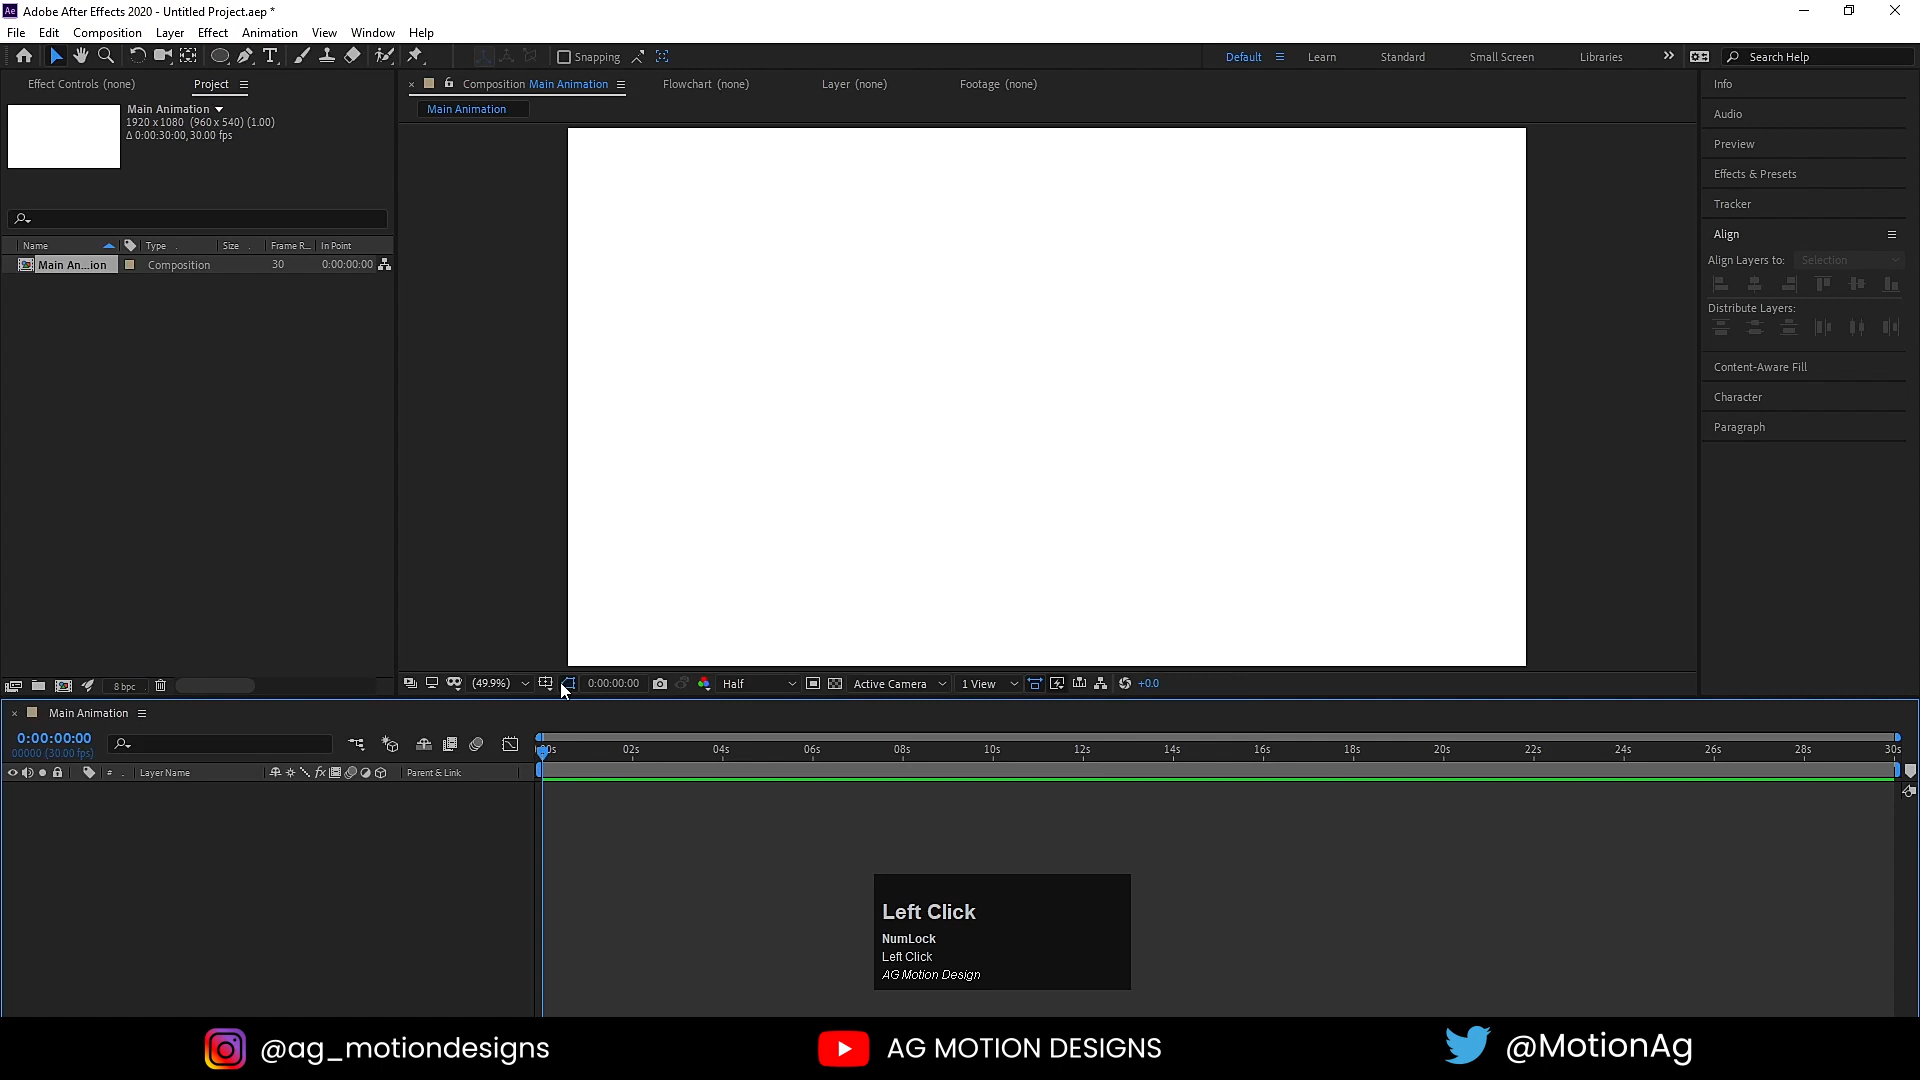 Ae Adobe After Effects 2020 - Untitled Project.aep *
File Edit Composition Layer Effect Animation View Window Help
Snapping
Default Learn Standard Small Screen Libraries Search Help
Effect Controls (none) Project
Composition Main Animation Flowchart (none) Layer (none) Footage (none)
Main Animation
Main Animation
1920 x 1080 (960 x 540) (1.00)
Δ 0:00:30:00, 30.00 fps
Name Type Size Frame R... In Point
Main An...ion Composition 30 0:00:00:00
Info
Audio
Preview
Effects & Presets
Tracker
Align
Align Layers to: Selection
Distribute Layers:
Content-Aware Fill
Character
Paragraph
8 bpc
(49.9%) 0:00:00:00 Half Active Camera 1 View +0.0
Main Animation
0:00:00:00
00000 (30.00 fps)
00s 02s 04s 06s 08s 10s 12s 14s 16s 18s 20s 22s 24s 26s 28s 30s
# Layer Name fx Parent & Link
Left Click
NumLock
Left Click
AG Motion Design
@ag_motiondesigns AG MOTION DESIGNS @MotionAg